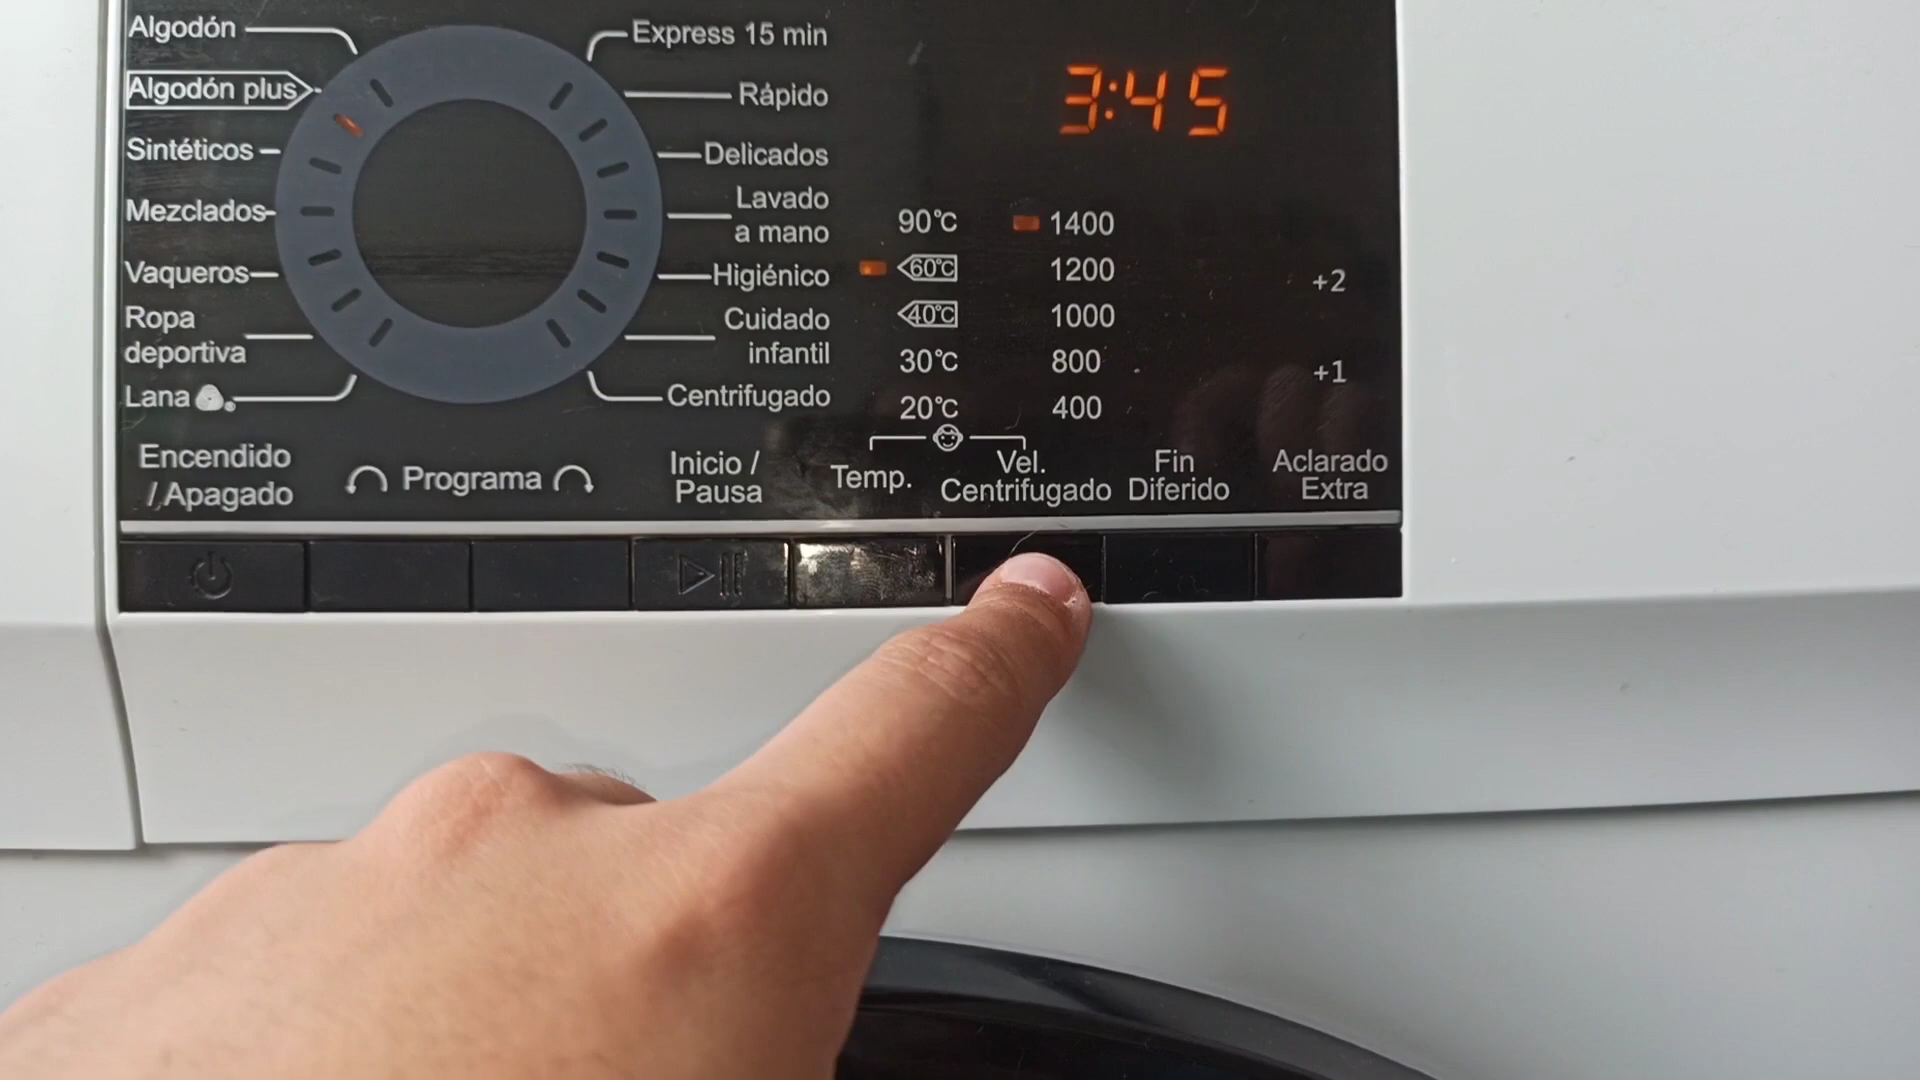 Algodón
Algodón plus
Sintéticos
Mezclados
Vaqueros
Ropa
deportiva
Lana
Express 15 min
Rápido
Delicados
Lavado
a mano
Higiénico
Cuidado
infantil
Centrifugado
3:45
90°C
60°C
40°C
30°C
20°C
1400
1200
1000
800
400
+2
+1
Encendido
/ Apagado
Programa
Inicio /
Pausa
Temp.
Vel.
Centrifugado
Fin
Diferido
Aclarado
Extra